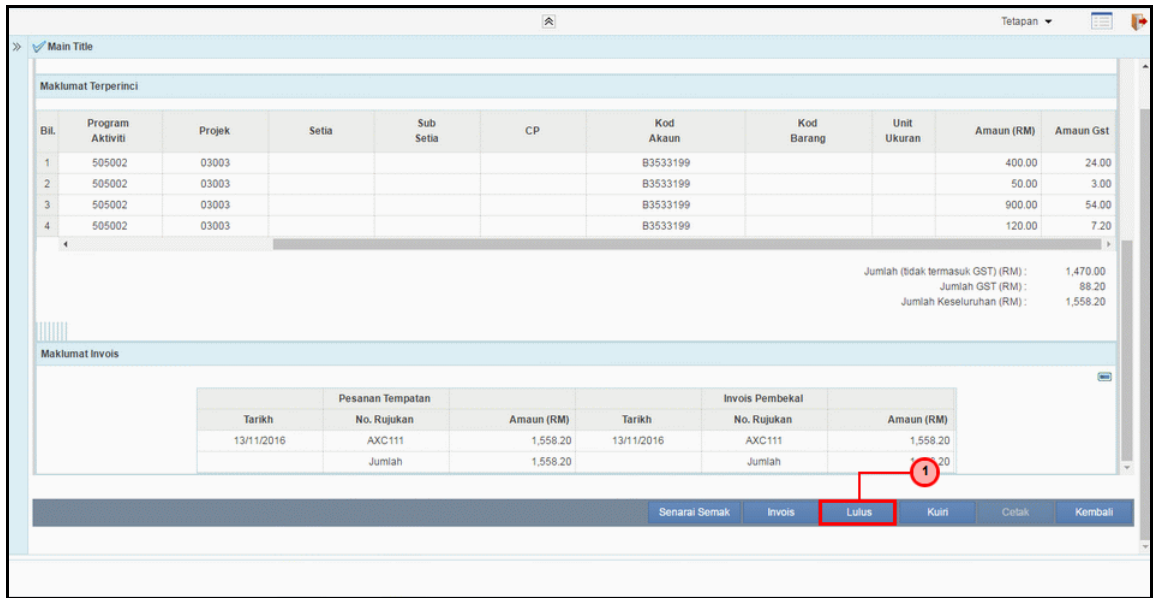 Tetapan
Main Title
Maklumat Terperinci
Bil. Program Aktiviti Projek Setia Sub Setia CP Kod Akaun Kod Barang Unit Ukuran Amaun (RM) Amaun Gst
1 505002 03003 B3533199 400.00 24.00
2 505002 03003 B3533199 50.00 3.00
3 505002 03003 B3533199 900.00 54.00
4 505002 03003 B3533199 120.00 7.20
Jumlah (tidak termasuk GST) (RM) : 1,470.00
Jumlah GST (RM) : 88.20
Jumlah Keseluruhan (RM) : 1,558.20
Maklumat Invois
Pesanan Tempatan Invois Pembekal
Tarikh No. Rujukan Amaun (RM) Tarikh No. Rujukan Amaun (RM)
13/11/2016 AXC111 1,558.20 13/11/2016 AXC111 1,558.20
Jumlah 1,558.20 Jumlah
1
Senarai Semak Invois Lulus Kuiri Cetak Kembali